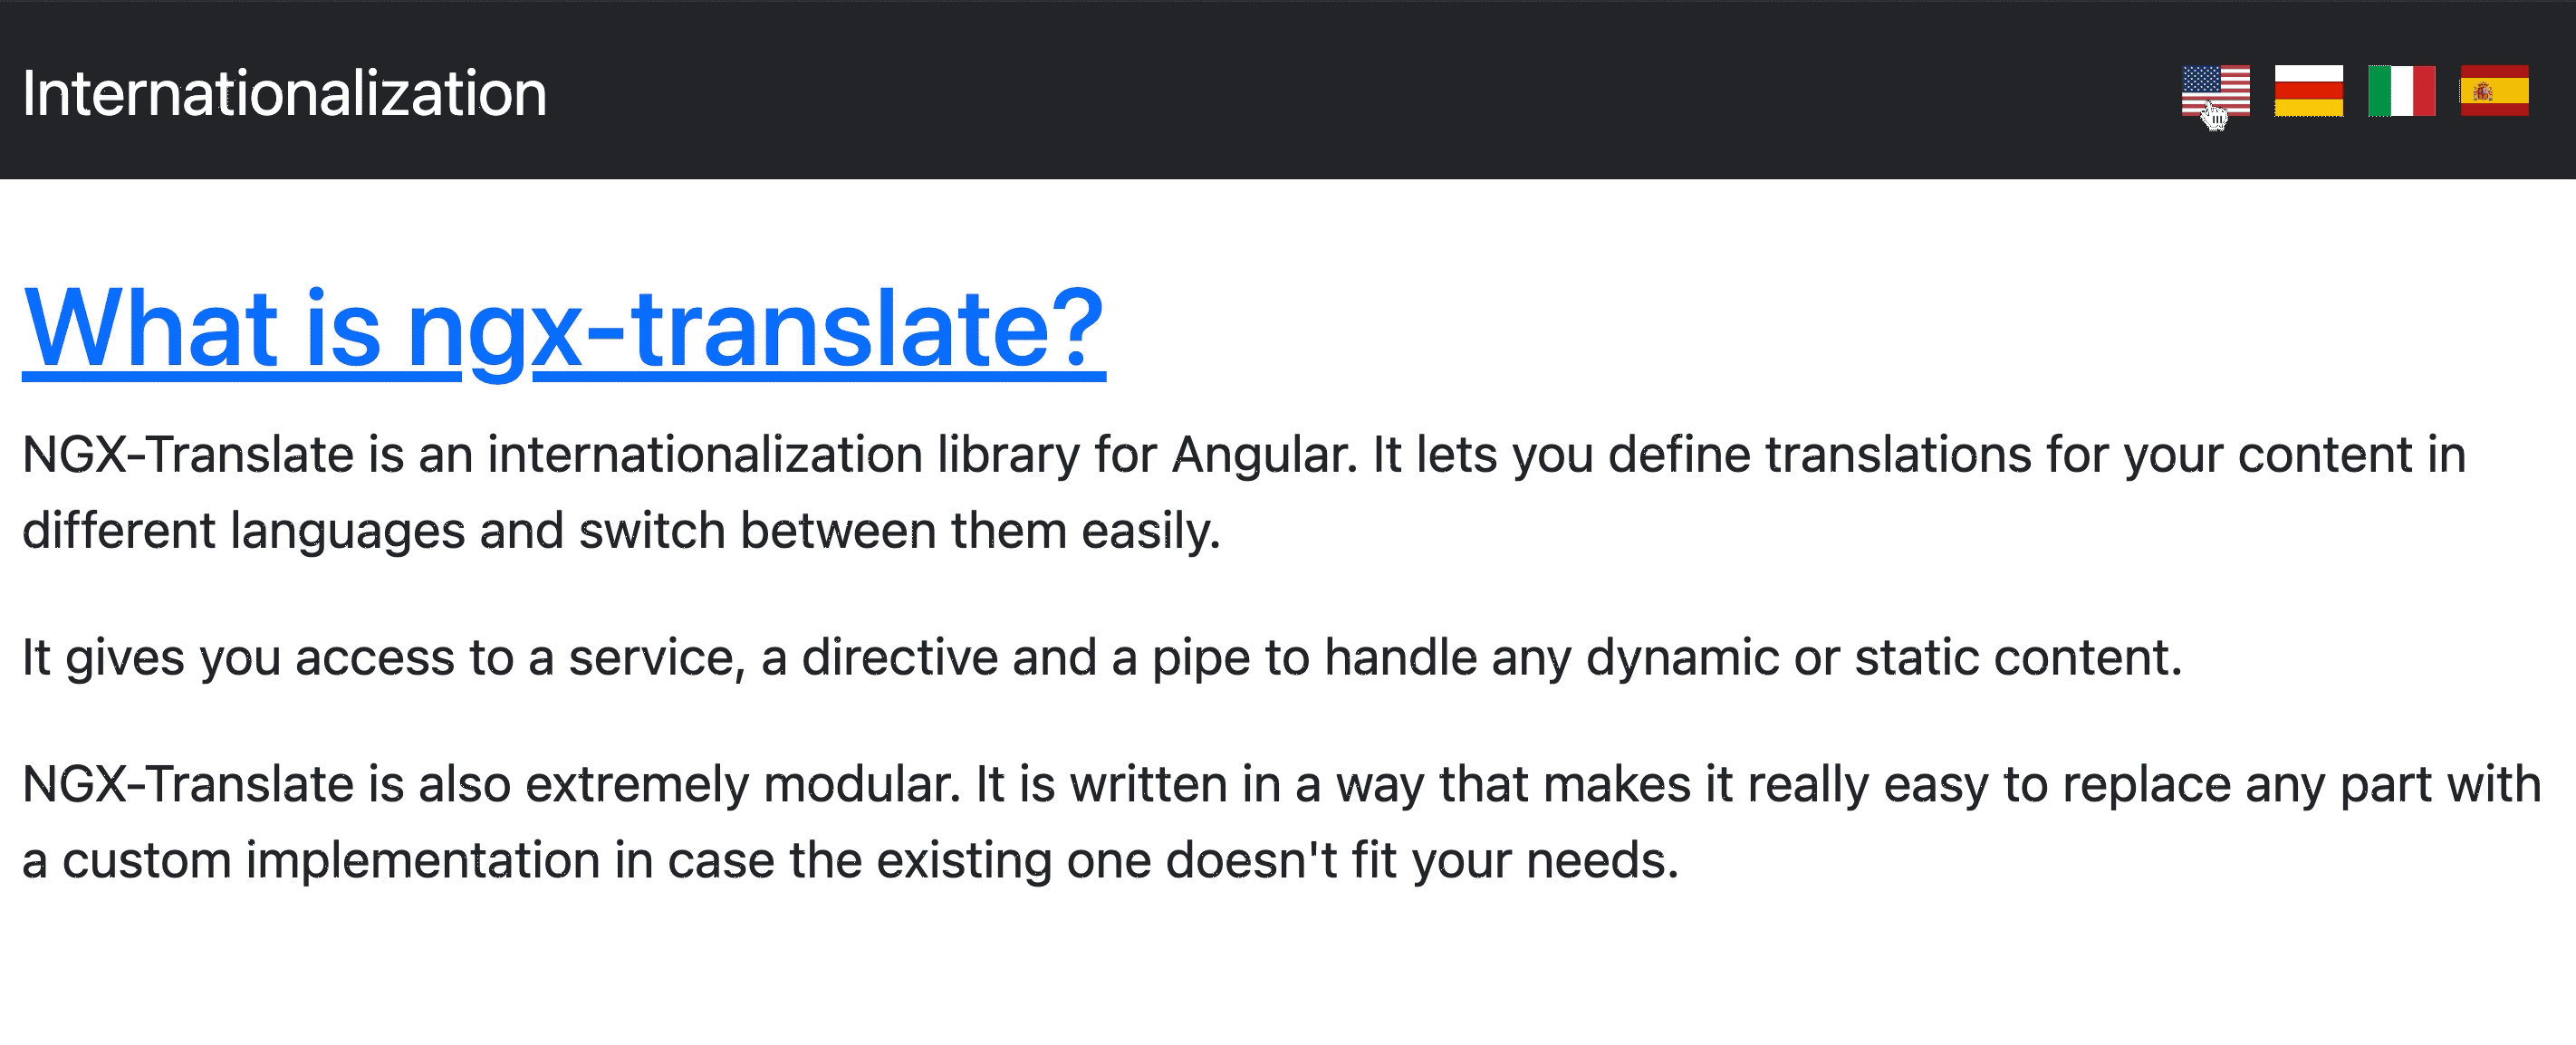 Internationalization
What is ngx-translate?
NGX-Translate is an internationalization library for Angular. It lets you define translations for your content in
different languages and switch between them easily.
It gives you access to a service, a directive and a pipe to handle any dynamic or static content.
NGX-Translate is also extremely modular. It is written in a way that makes it really easy to replace any part with
a custom implementation in case the existing one doesn't fit your needs.